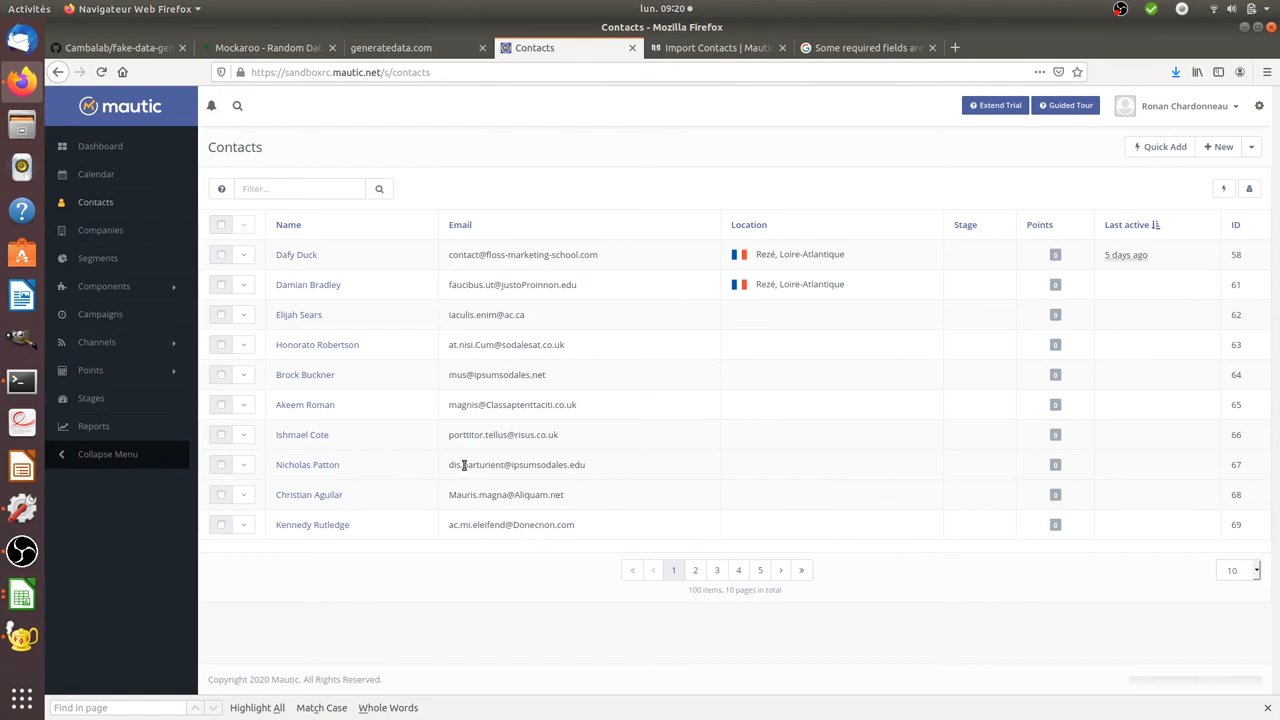 Activités Navigateur Web Firefox lun. 09:20
Contacts - Mozilla Firefox
Cambalab/fake-data-gen Mockaroo - Random Dat generatedata.com Contacts Import Contacts | Mautic Some required fields are
https://sandboxrc.mautic.net/s/contacts
mautic Extend Trial Guided Tour Ronan Chardonneau
Dashboard
Calendar
Contacts
Companies
Segments
Components
Campaigns
Channels
Points
Stages
Reports
Collapse Menu
Contacts Quick Add + New
Filter...
Name Email Location Stage Points Last active ID
Dafy Duck contact@floss-marketing-school.com Rezé, Loire-Atlantique 0 5 days ago 58
Damian Bradley faucibus.ut@justoProinnon.edu Rezé, Loire-Atlantique 0 61
Elijah Sears iaculis.enim@ac.ca 0 62
Honorato Robertson at.nisi.Cum@sodalesat.co.uk 0 63
Brock Buckner mus@ipsumsodales.net 0 64
Akeem Roman magnis@Classaptenttaciti.co.uk 0 65
Ishmael Cote porttitor.tellus@risus.co.uk 0 66
Nicholas Patton dis.parturient@ipsumsodales.edu 0 67
Christian Aguilar Mauris.magna@Aliquam.net 0 68
Kennedy Rutledge ac.mi.eleifend@Donecnon.com 0 69
« ‹ 1 2 3 4 5 › » 10
100 items, 10 pages in total
Copyright 2020 Mautic. All Rights Reserved.
Find in page Highlight All Match Case Whole Words